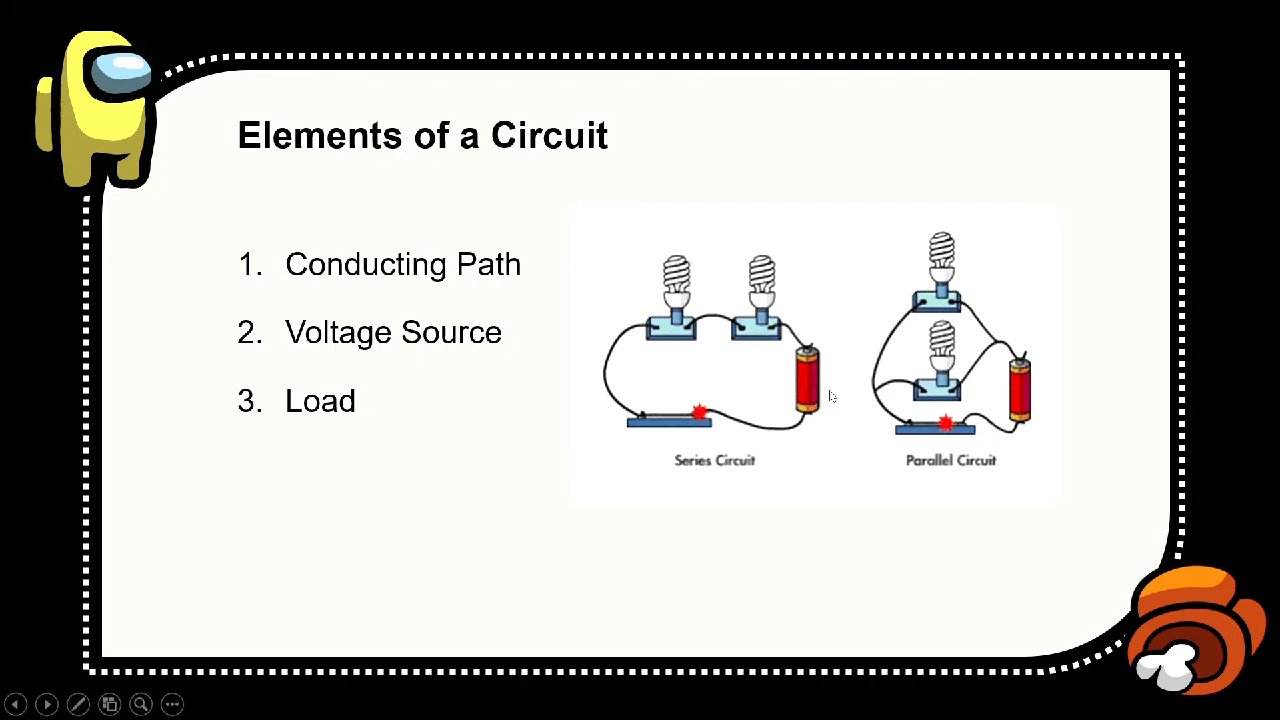 Elements of a Circuit
1. Conducting Path
2. Voltage Source
3. Load
Series Circuit
Parallel Circuit